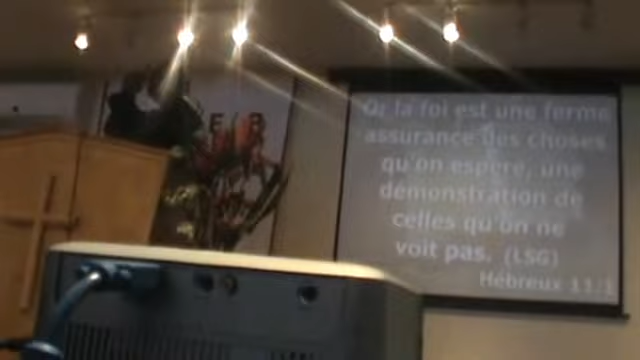 Or la foi est une ferme
assurance des choses
qu'on espère, une
démonstration de
celles qu'on ne
voit pas. (LSG)
Hébreux 11/1